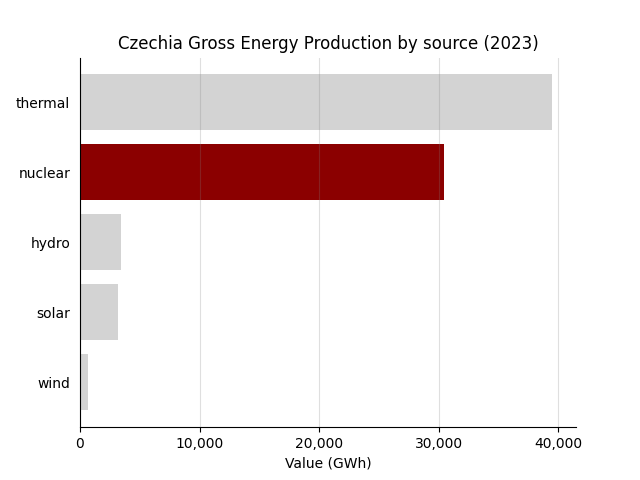 Czechia Gross Energy Production by source (2023)
thermal
nuclear
hydro
solar
wind
0 10,000 20,000 30,000 40,000
Value (GWh)